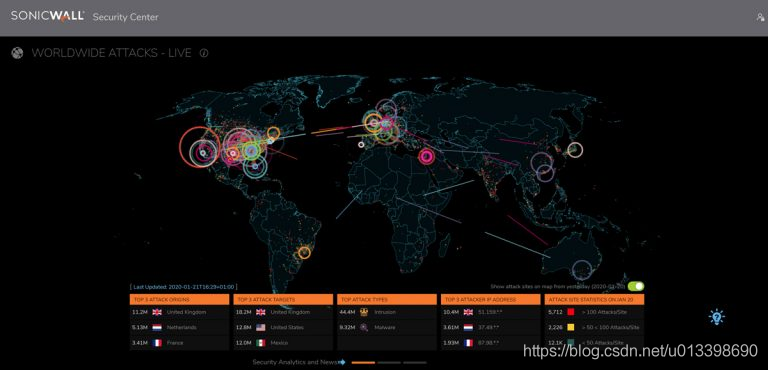 SONICWALL Security Center
WORLDWIDE ATTACKS - LIVE
[ Last Updated: 2020-01-21T16:29+01:00 ]
Show attack sites on map from yesterday (2020-01-20)
TOP 3 ATTACK ORIGINS
11.2M United Kingdom
5.13M Netherlands
3.41M France
TOP 3 ATTACK TARGETS
18.2M United Kingdom
12.8M United States
12.0M Mexico
TOP ATTACK TYPES
44.4M Intrusion
9.32M Malware
TOP 3 ATTACKER IP ADDRESS
10.4M 51.159.*.*
3.61M 37.49.*.*
1.93M 87.98.*.*
ATTACK SITE STATISTICS ON JAN 20
5,712 > 100 Attacks/Site
2,226 > 50 < 100 Attacks/Site
12.1K < 50 Attacks/Site
Security Analytics and News
https://blog.csdn.net/u013398690